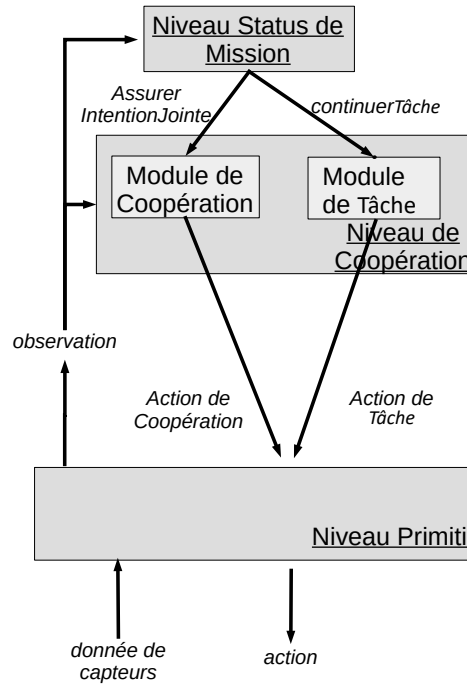 Niveau Status de
Mission
Assurer
IntentionJointe
continuerTâche
Module de
Coopération
Module
de Tâche
Niveau de
Coopération
observation
Action de
Coopération
Action de
Tâche
Niveau Primiti
donnée de
capteurs
action